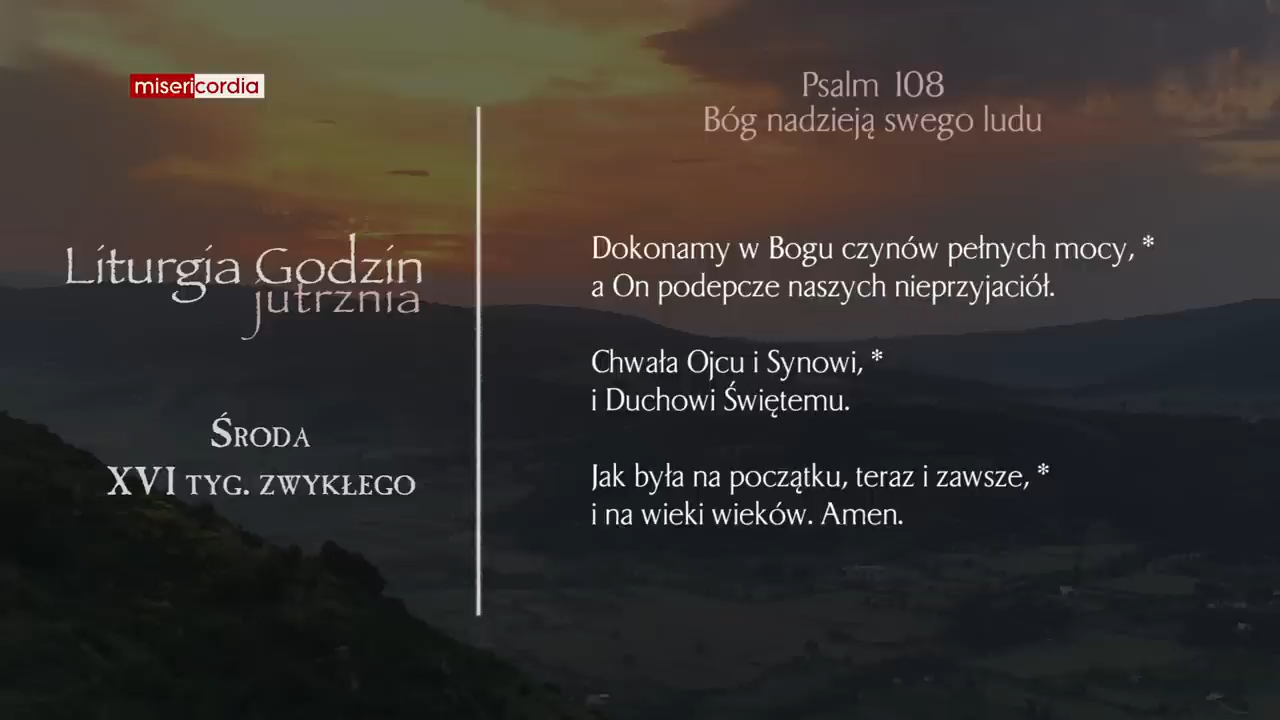 misericordia
Liturgia Godzin
jutrznia
Środa
XVI tyg. zwykłego
Psalm 108
Bóg nadzieją swego ludu
Dokonamy w Bogu czynów pełnych mocy, *
a On podepcze naszych nieprzyjaciół.
Chwała Ojcu i Synowi, *
i Duchowi Świętemu.
Jak była na początku, teraz i zawsze, *
i na wieki wieków. Amen.